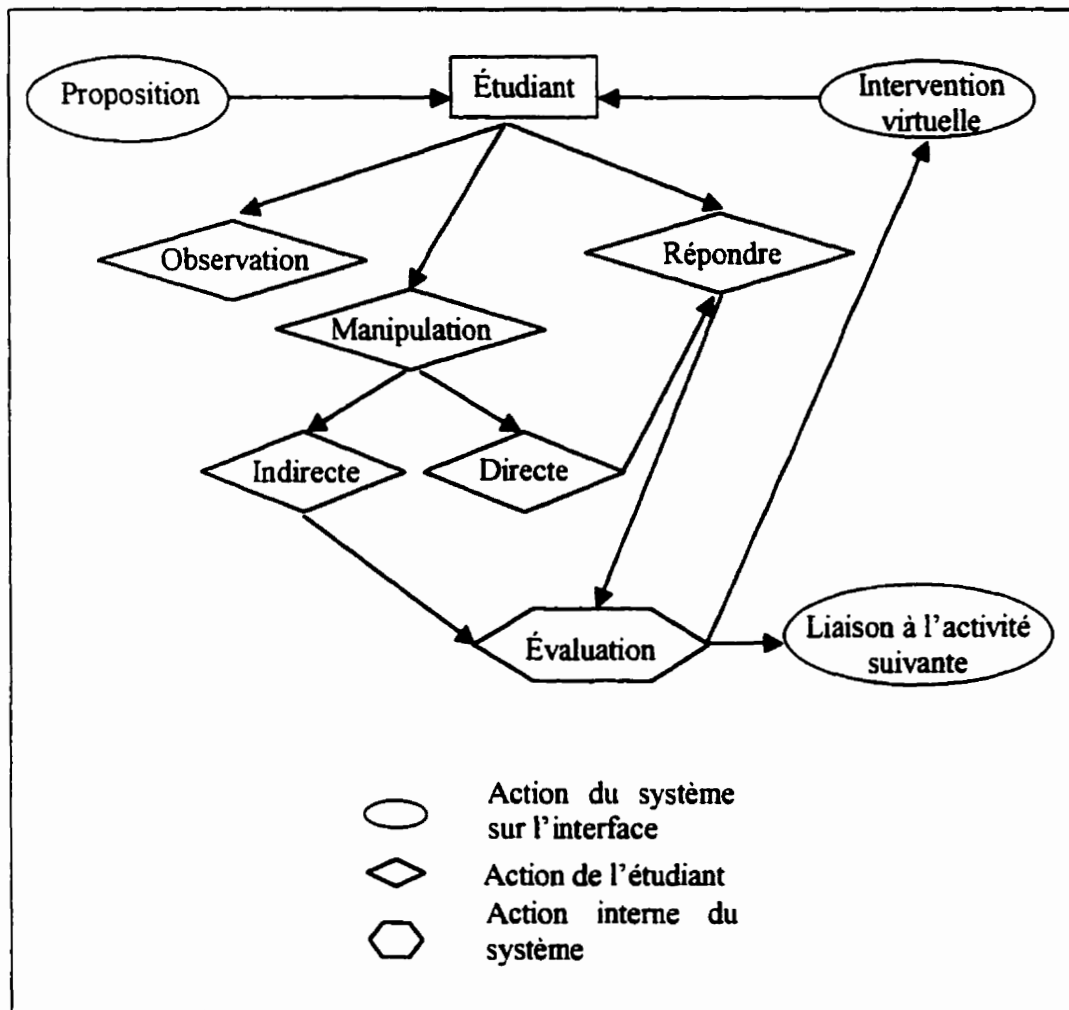 Proposition
Étudiant
Intervention
virtuelle
Observation
Répondre
Manipulation
Indirecte
Directe
Évaluation
Liaison à l'activité
suivante
Action du système
sur l'interface
Action de l'étudiant
Action interne du
système